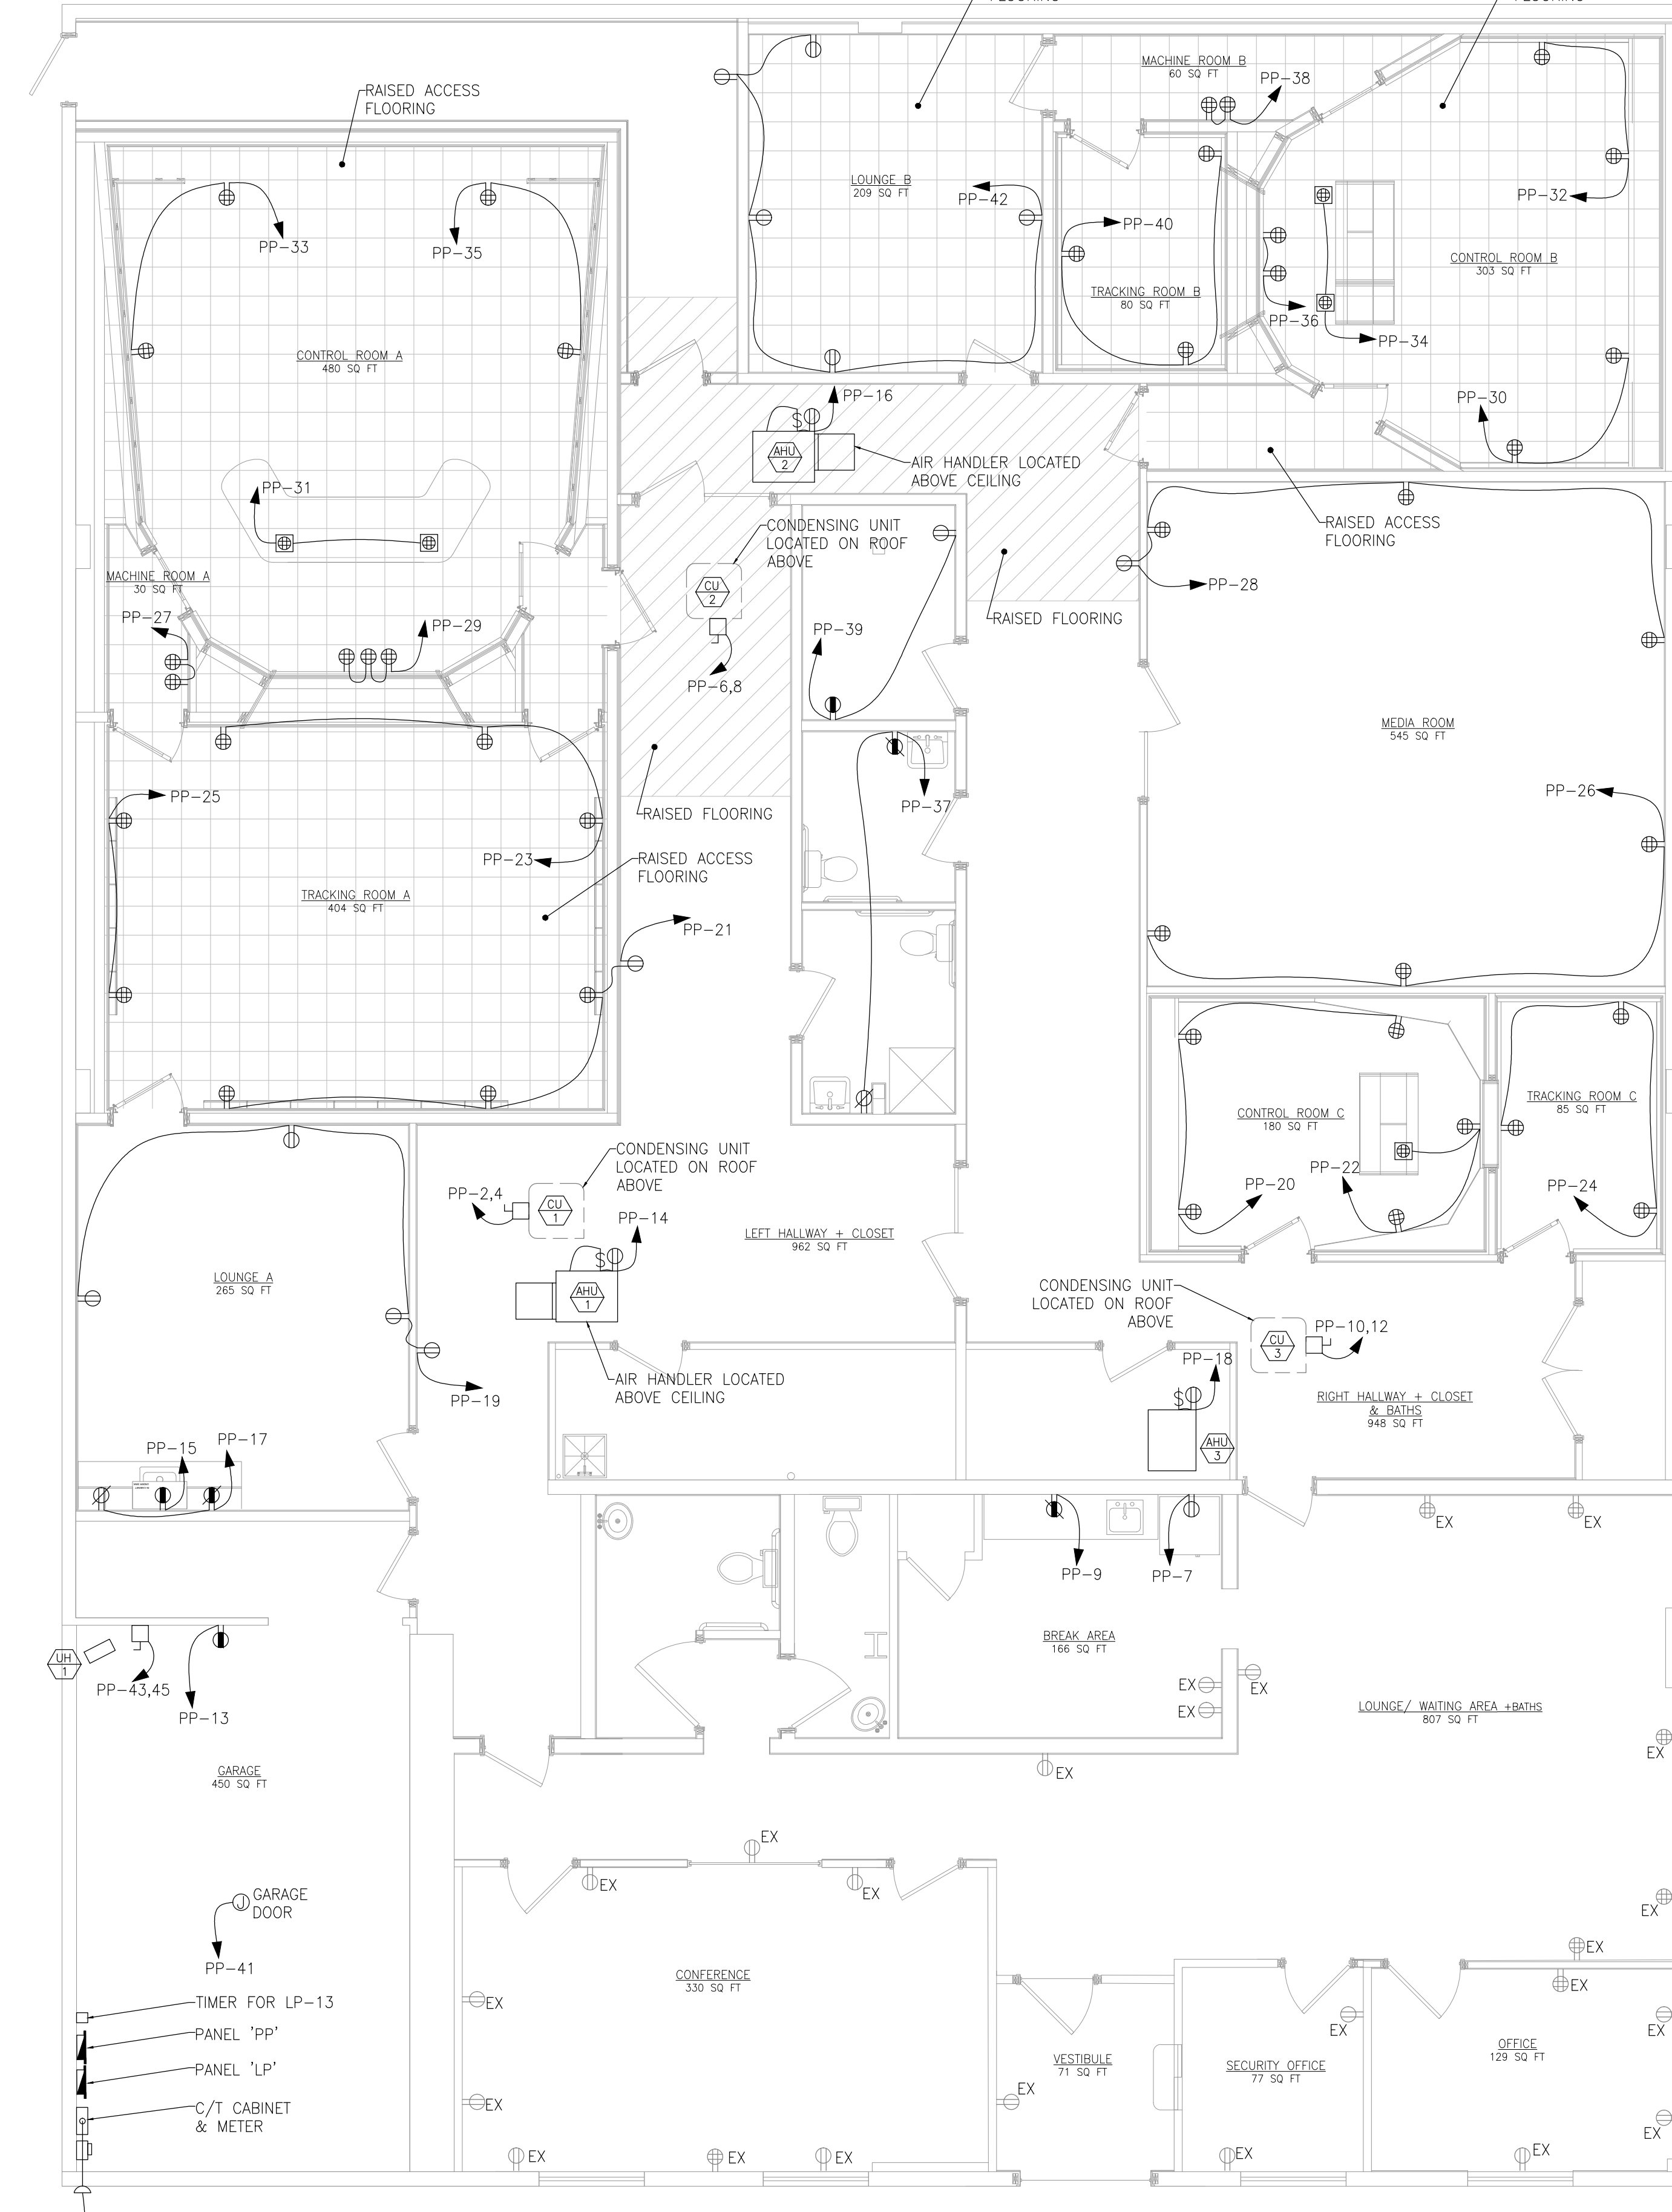 RAISED ACCESS
FLOORING
MACHINE ROOM B
60 SQ FT
PP-38
LOUNGE B
209 SQ FT
PP-42
PP-40
PP-32
PP-33
PP-35
CONTROL ROOM B
303 SQ FT
TRACKING ROOM B
80 SQ FT
PP-36
PP-34
CONTROL ROOM A
480 SQ FT
PP-16
$
AHU
2
AIR HANDLER LOCATED
ABOVE CEILING
PP-30
PP-31
CONDENSING UNIT
LOCATED ON ROOF
ABOVE
CU
2
RAISED ACCESS
FLOORING
MACHINE ROOM A
30 SQ FT
PP-27
PP-29
PP-28
RAISED FLOORING
PP-39
PP-6,8
MEDIA ROOM
545 SQ FT
PP-25
PP-37
PP-26
RAISED FLOORING
PP-23
RAISED ACCESS
FLOORING
TRACKING ROOM A
404 SQ FT
PP-21
CONTROL ROOM C
180 SQ FT
TRACKING ROOM C
85 SQ FT
CONDENSING UNIT
LOCATED ON ROOF
ABOVE
PP-22
PP-20
PP-24
PP-2,4
CU
1
PP-14
LEFT HALLWAY + CLOSET
962 SQ FT
$
AHU
1
LOUNGE A
265 SQ FT
CONDENSING UNIT
LOCATED ON ROOF
ABOVE
CU
3
PP-10,12
PP-18
PP-19
AIR HANDLER LOCATED
ABOVE CEILING
$
AHU
3
RIGHT HALLWAY + CLOSET
& BATHS
948 SQ FT
PP-15
PP-17
EX
EX
PP-9
PP-7
BREAK AREA
166 SQ FT
UH
1
PP-43,45
PP-13
EX
EX
EX
LOUNGE/ WAITING AREA +BATHS
807 SQ FT
EX
GARAGE
450 SQ FT
EX
EX
EX
EX
EX
J
GARAGE
DOOR
PP-41
EX
EX
CONFERENCE
330 SQ FT
TIMER FOR LP-13
EX
PANEL 'PP'
EX
EX
PANEL 'LP'
VESTIBULE
71 SQ FT
SECURITY OFFICE
77 SQ FT
OFFICE
129 SQ FT
C/T CABINET
& METER
EX
EX
EX
EX
EX
EX
EX
EX